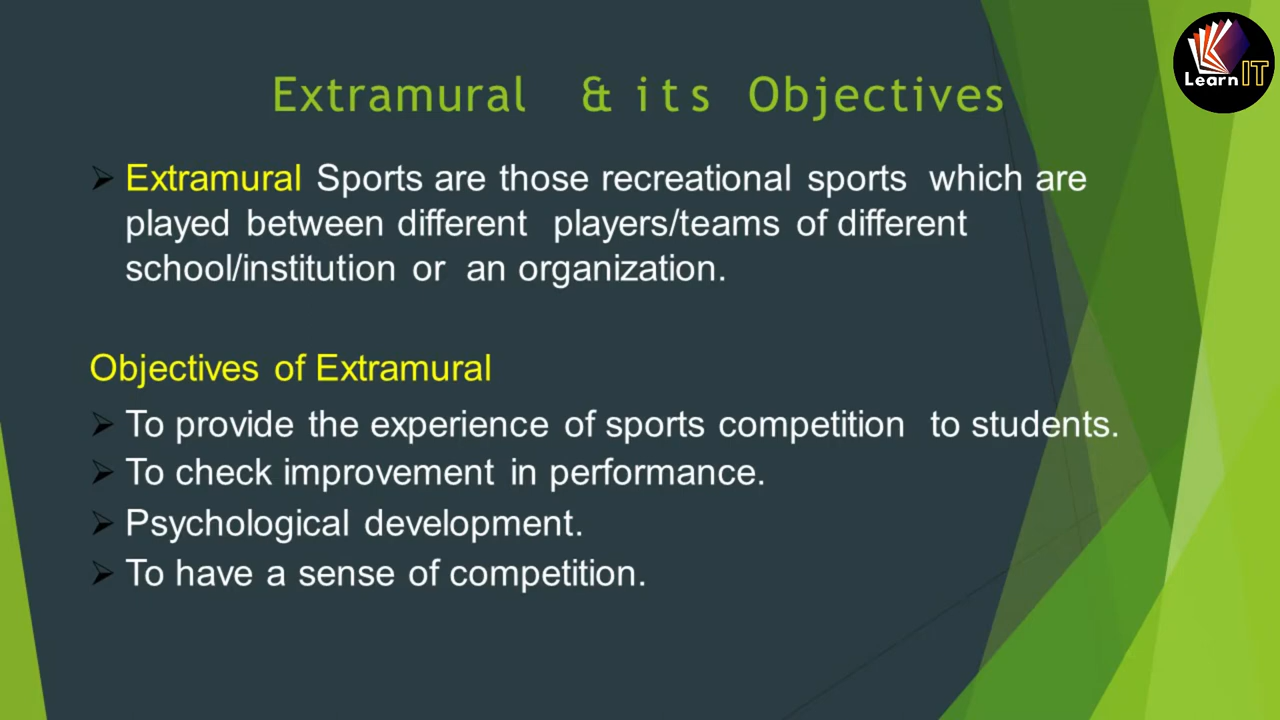 Learn IT
Extramural & its Objectives
Extramural Sports are those recreational sports which are
played between different players/teams of different
school/institution or an organization.
Objectives of Extramural
To provide the experience of sports competition to students.
To check improvement in performance.
Psychological development.
To have a sense of competition.